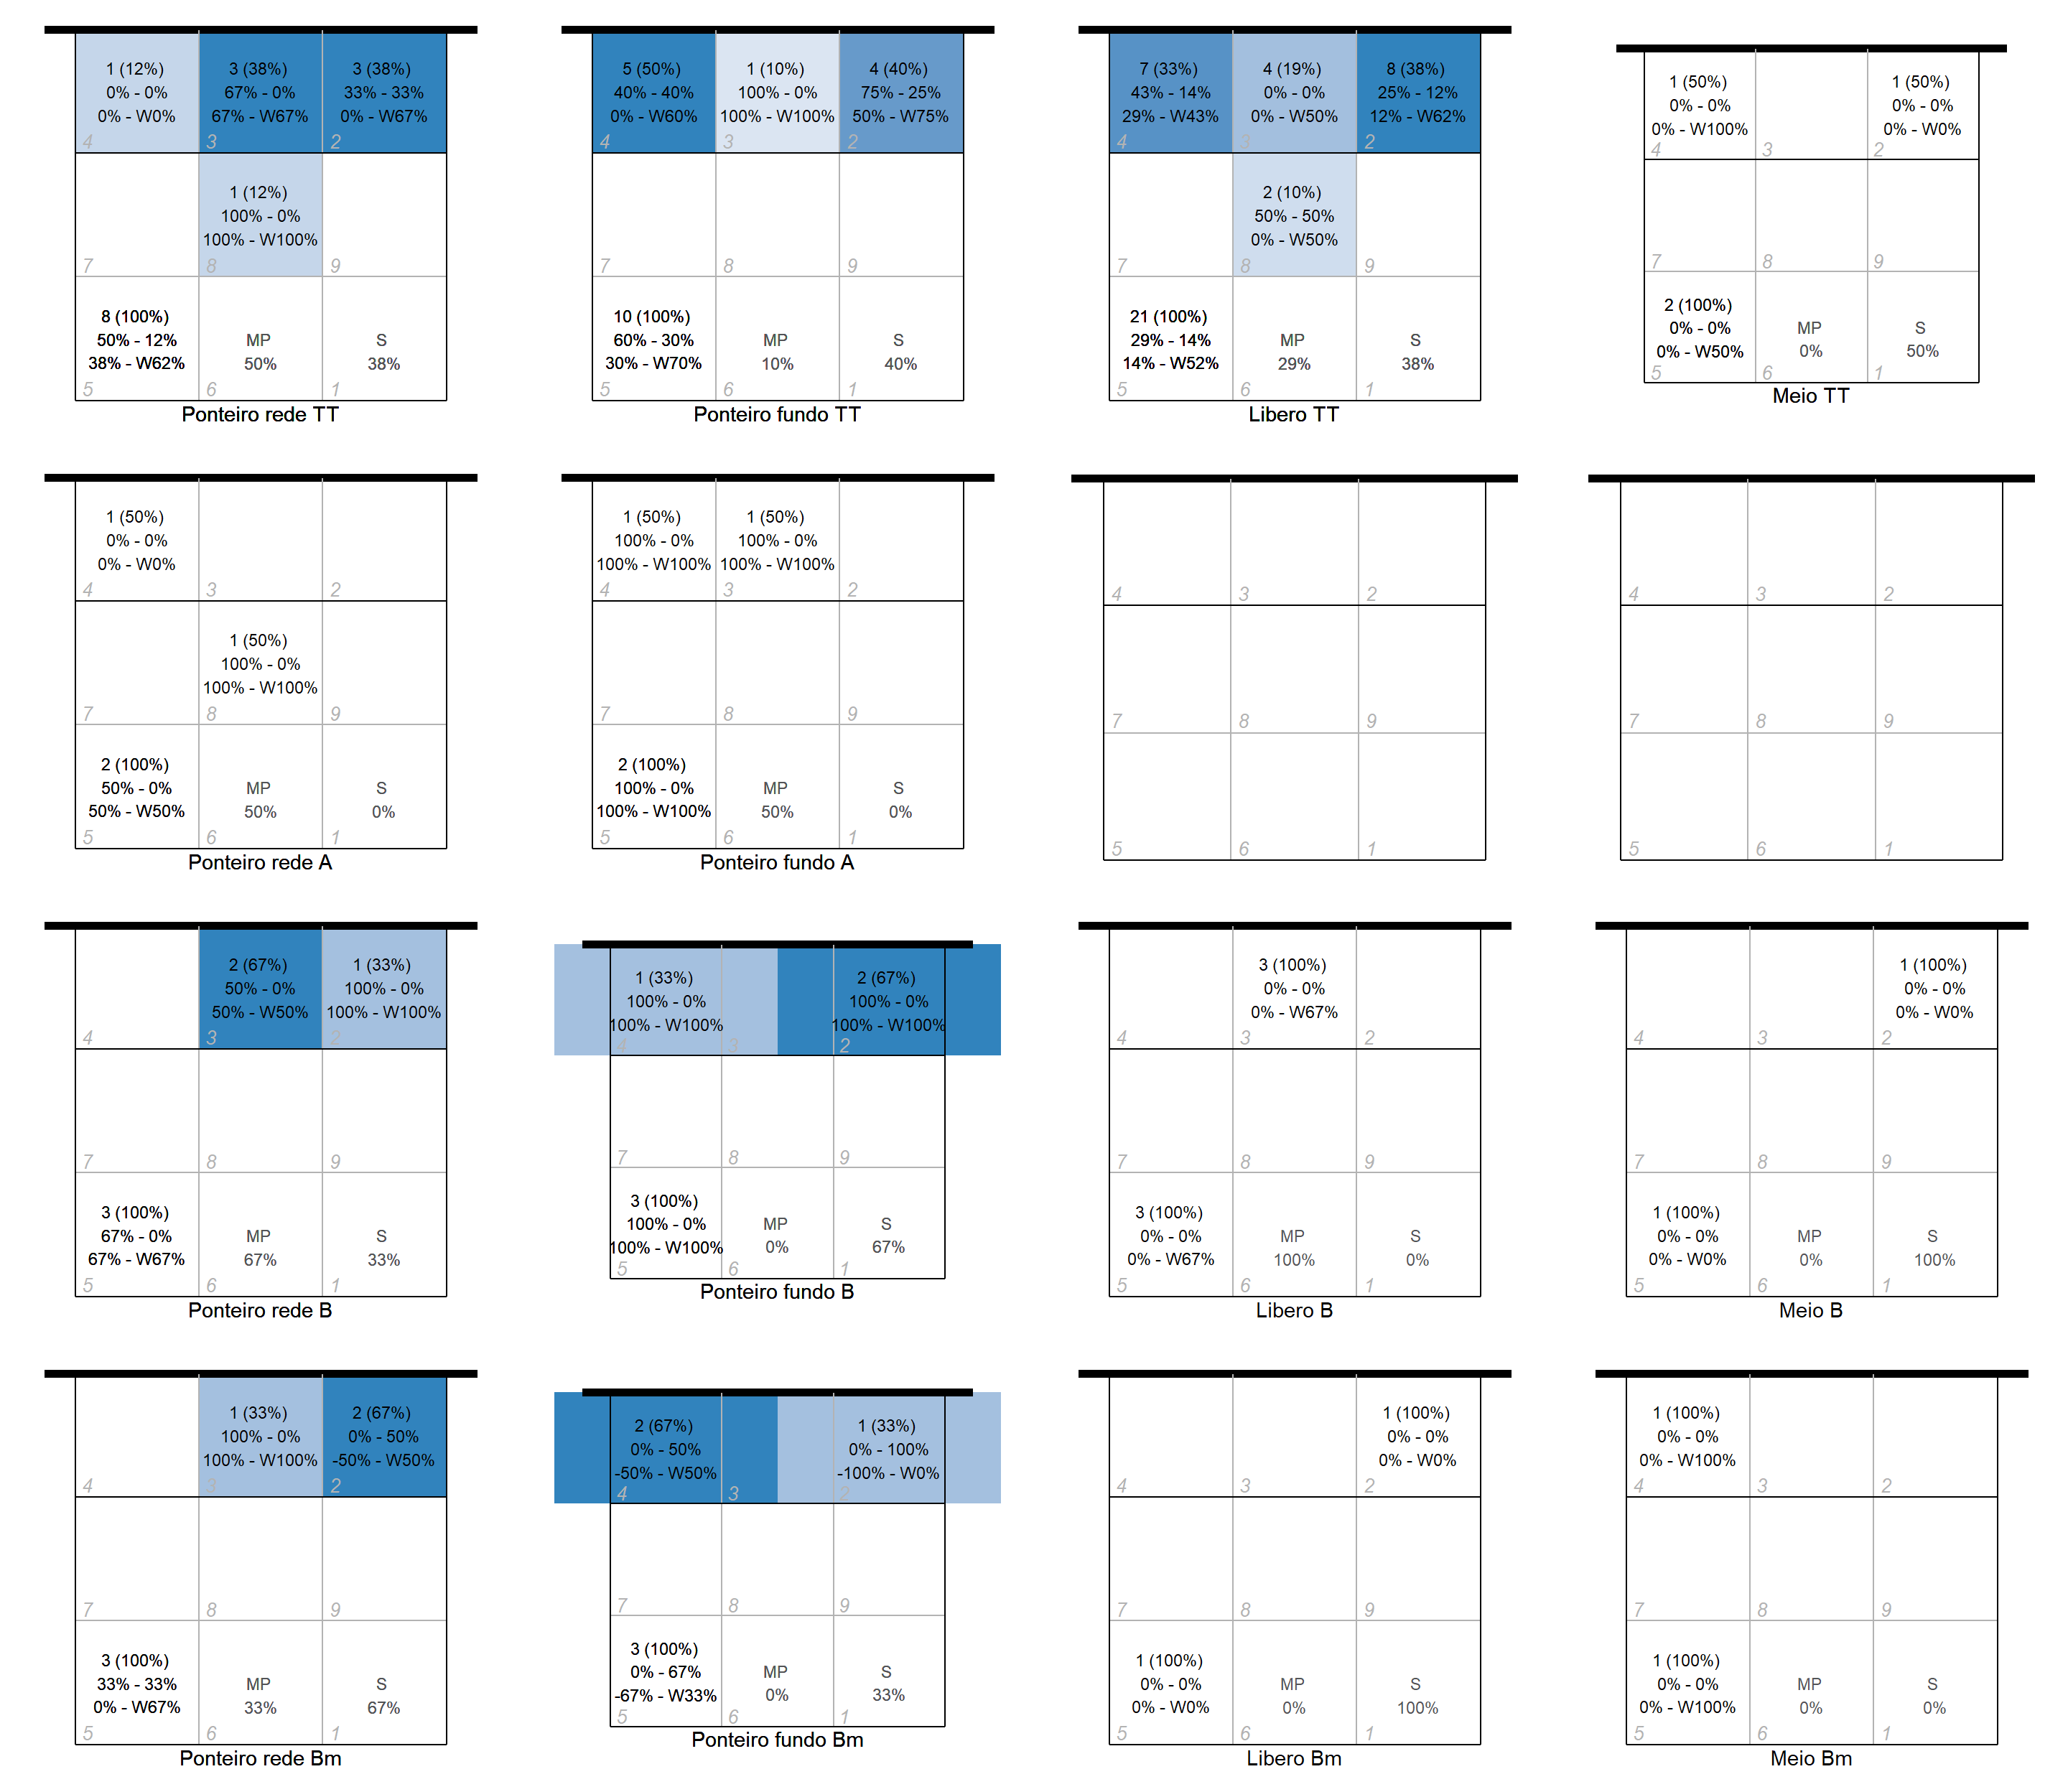 1 (12%)
0% - 0%
0% - W0%
4
3 (38%)
67% - 0%
67% - W67%
3
3 (38%)
33% - 33%
0% - W67%
2
7
1 (12%)
100% - 0%
100% - W100%
8
9
8 (100%)
50% - 12%
38% - W62%
5
MP
50%
6
S
38%
1
Ponteiro rede TT
5 (50%)
40% - 40%
0% - W60%
4
1 (10%)
100% - 0%
100% - W100%
3
4 (40%)
75% - 25%
50% - W75%
2
7
8
9
10 (100%)
60% - 30%
30% - W70%
5
MP
10%
6
S
40%
1
Ponteiro fundo TT
7 (33%)
43% - 14%
29% - W43%
4
4 (19%)
0% - 0%
0% - W50%
3
8 (38%)
25% - 12%
12% - W62%
2
7
2 (10%)
50% - 50%
0% - W50%
8
9
21 (100%)
29% - 14%
14% - W52%
5
MP
29%
6
S
38%
1
Libero TT
1 (50%)
0% - 0%
0% - W100%
4
3
1 (50%)
0% - 0%
0% - W0%
2
7
8
9
2 (100%)
0% - 0%
0% - W50%
5
MP
0%
6
S
50%
1
Meio TT
1 (50%)
0% - 0%
0% - W0%
4
3
2
7
1 (50%)
100% - 0%
100% - W100%
8
9
2 (100%)
50% - 0%
50% - W50%
5
MP
50%
6
S
0%
1
Ponteiro rede A
1 (50%)
100% - 0%
100% - W100%
4
1 (50%)
100% - 0%
100% - W100%
3
2
7
8
9
2 (100%)
100% - 0%
100% - W100%
5
MP
50%
6
S
0%
1
Ponteiro fundo A
4
3
2
7
8
9
5
6
1
4
3
2
7
8
9
5
6
1
4
2 (67%)
50% - 0%
50% - W50%
3
1 (33%)
100% - 0%
100% - W100%
2
7
8
9
3 (100%)
67% - 0%
67% - W67%
5
MP
67%
6
S
33%
1
Ponteiro rede B
1 (33%)
100% - 0%
100% - W100%
4
3
2 (67%)
100% - 0%
100% - W100%
2
7
8
9
3 (100%)
100% - 0%
100% - W100%
5
MP
0%
6
S
67%
1
Ponteiro fundo B
4
3 (100%)
0% - 0%
0% - W67%
3
2
7
8
9
3 (100%)
0% - 0%
0% - W67%
5
MP
100%
6
S
0%
1
Libero B
4
3
1 (100%)
0% - 0%
0% - W0%
2
7
8
9
1 (100%)
0% - 0%
0% - W0%
5
MP
0%
6
S
100%
1
Meio B
4
1 (33%)
100% - 0%
100% - W100%
3
2 (67%)
0% - 50%
-50% - W50%
2
7
8
9
3 (100%)
33% - 33%
0% - W67%
5
MP
33%
6
S
67%
1
Ponteiro rede Bm
2 (67%)
0% - 50%
-50% - W50%
4
3
1 (33%)
0% - 100%
-100% - W0%
2
7
8
9
3 (100%)
0% - 67%
-67% - W33%
5
MP
0%
6
S
33%
1
Ponteiro fundo Bm
4
3
1 (100%)
0% - 0%
0% - W0%
2
7
8
9
1 (100%)
0% - 0%
0% - W0%
5
MP
0%
6
S
100%
1
Libero Bm
1 (100%)
0% - 0%
0% - W100%
4
3
2
7
8
9
1 (100%)
0% - 0%
0% - W100%
5
MP
0%
6
S
0%
1
Meio Bm